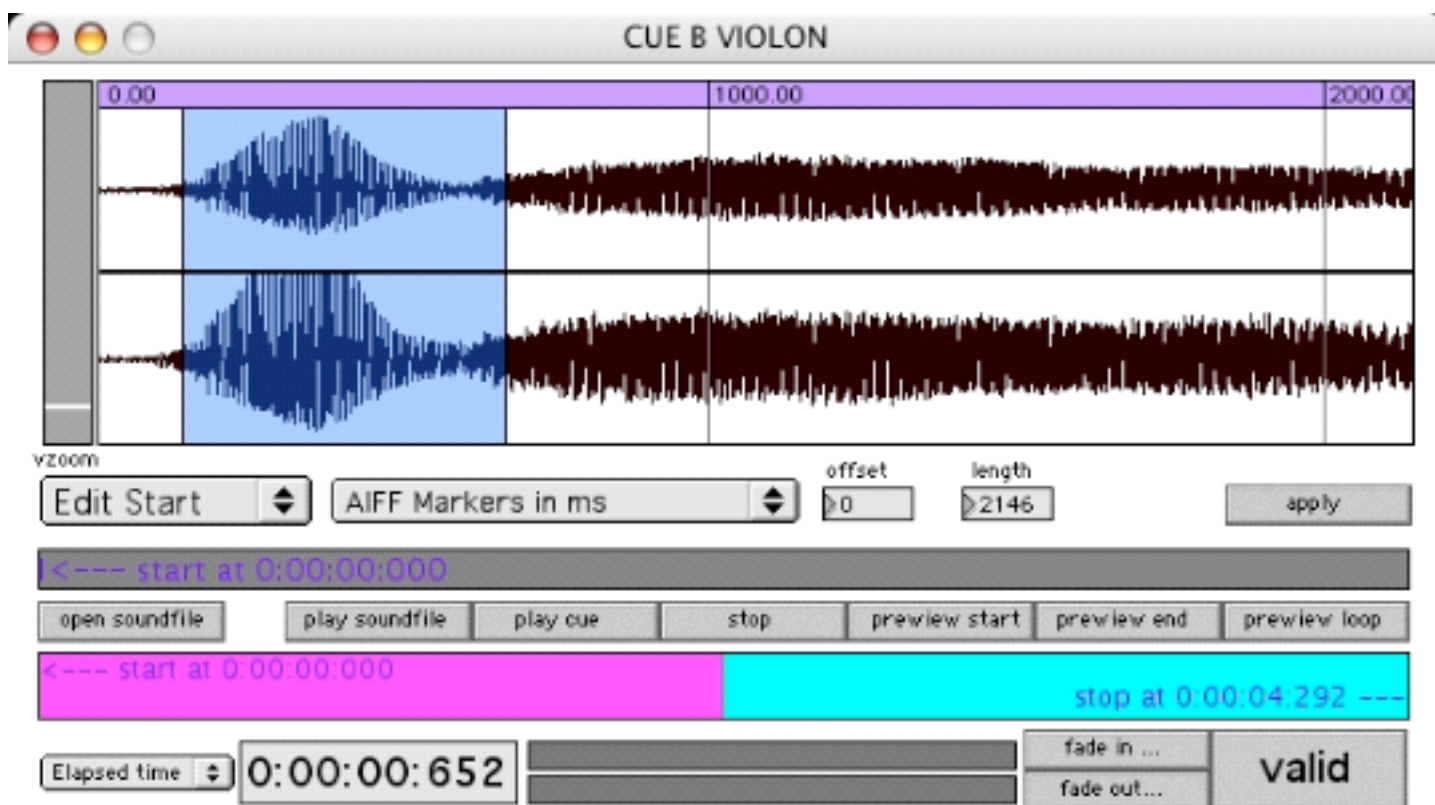 CUE B VIOLON
0.00 1000.00 2000.00
vzoom
offset length
Edit Start AIFF Markers in ms 0 2146 apply
<--- start at 0:00:00:000
open soundfile play soundfile play cue stop prewiew start prewiew end prewiew loop
<--- start at 0:00:00:000
stop at 0:00:04:292 ---
Elapsed time 0:00:00:652 fade in ... valid
fade out...